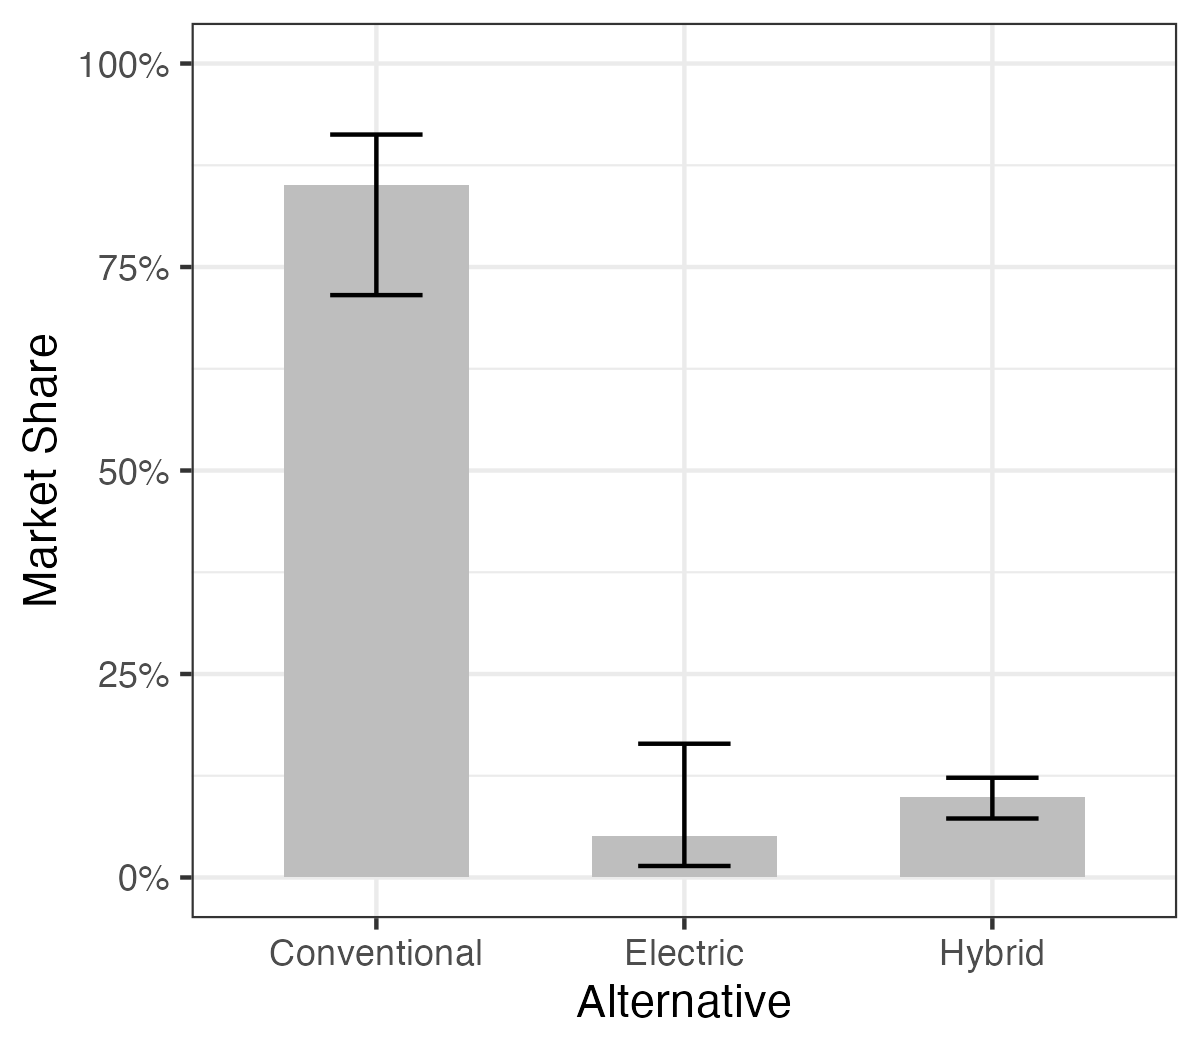 100%
75%
50%
25%
0%
Market Share
Conventional
Electric
Hybrid
Alternative